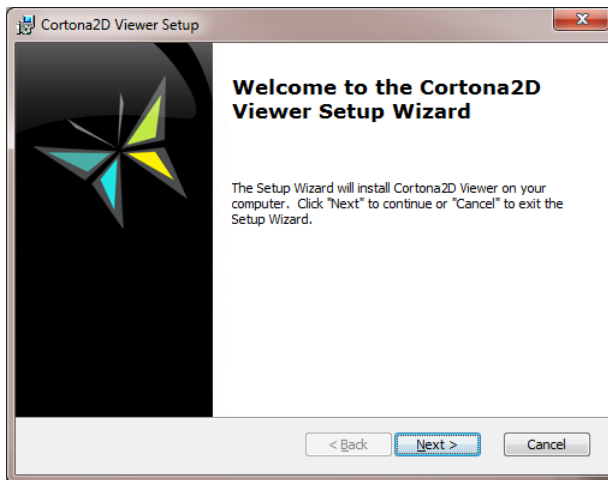 Cortona2D Viewer Setup
Welcome to the Cortona2D
Viewer Setup Wizard
The Setup Wizard will install Cortona2D Viewer on your
computer. Click "Next" to continue or "Cancel" to exit the
Setup Wizard.
< Back Next > Cancel